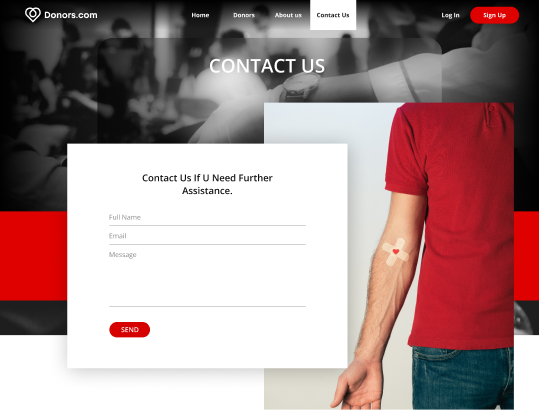 Donors.com
Home Donors About us Contact Us
Log In Sign Up
CONTACT US
Contact Us If U Need Further
Assistance.
Full Name
Email
Message
SEND